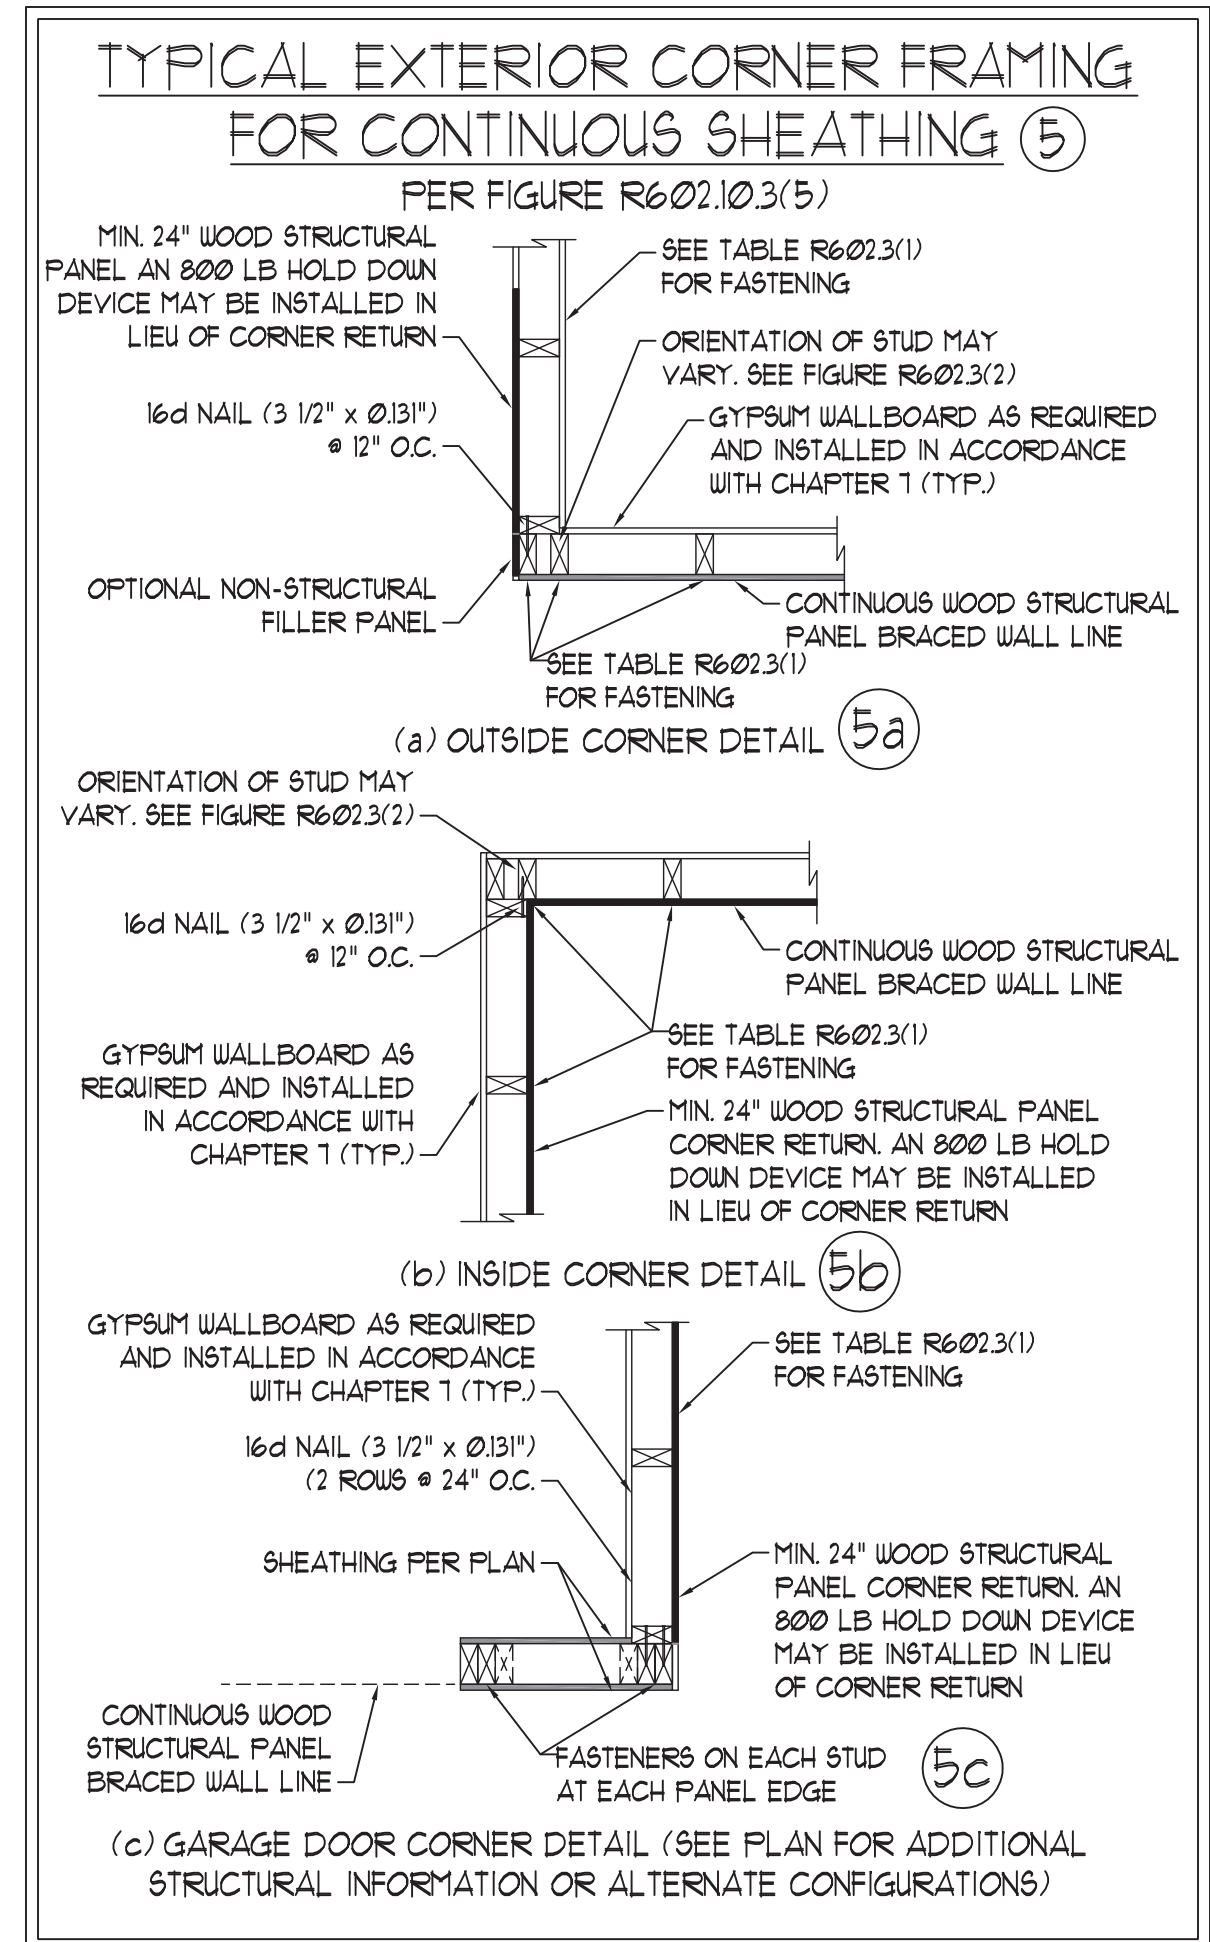 TYPICAL EXTERIOR CORNER FRAMING
FOR CONTINUOUS SHEATHING 5
PER FIGURE R602.10.3(5)
MIN. 24" WOOD STRUCTURAL
PANEL AN 800 LB HOLD DOWN
DEVICE MAY BE INSTALLED IN
LIEU OF CORNER RETURN
16d NAIL (3 1/2" x 0.131")
@ 12" O.C.
OPTIONAL NON-STRUCTURAL
FILLER PANEL
SEE TABLE R602.3(1)
FOR FASTENING
ORIENTATION OF STUD MAY
VARY. SEE FIGURE R602.3(2)
GYPSUM WALLBOARD AS REQUIRED
AND INSTALLED IN ACCORDANCE
WITH CHAPTER 7 (TYP.)
CONTINUOUS WOOD STRUCTURAL
PANEL BRACED WALL LINE
SEE TABLE R602.3(1)
FOR FASTENING
(a) OUTSIDE CORNER DETAIL 5a
ORIENTATION OF STUD MAY
VARY. SEE FIGURE R602.3(2)
16d NAIL (3 1/2" x 0.131")
@ 12" O.C.
GYPSUM WALLBOARD AS
REQUIRED AND INSTALLED
IN ACCORDANCE WITH
CHAPTER 7 (TYP.)
CONTINUOUS WOOD STRUCTURAL
PANEL BRACED WALL LINE
SEE TABLE R602.3(1)
FOR FASTENING
MIN. 24" WOOD STRUCTURAL PANEL
CORNER RETURN. AN 800 LB HOLD
DOWN DEVICE MAY BE INSTALLED
IN LIEU OF CORNER RETURN
(b) INSIDE CORNER DETAIL 5b
GYPSUM WALLBOARD AS REQUIRED
AND INSTALLED IN ACCORDANCE
WITH CHAPTER 7 (TYP.)
16d NAIL (3 1/2" x 0.131")
(2 ROWS @ 24" O.C.
SHEATHING PER PLAN
CONTINUOUS WOOD
STRUCTURAL PANEL
BRACED WALL LINE
SEE TABLE R602.3(1)
FOR FASTENING
MIN. 24" WOOD STRUCTURAL
PANEL CORNER RETURN. AN
800 LB HOLD DOWN DEVICE
MAY BE INSTALLED IN LIEU
OF CORNER RETURN
FASTENERS ON EACH STUD
AT EACH PANEL EDGE
5c
(c) GARAGE DOOR CORNER DETAIL (SEE PLAN FOR ADDITIONAL
STRUCTURAL INFORMATION OR ALTERNATE CONFIGURATIONS)